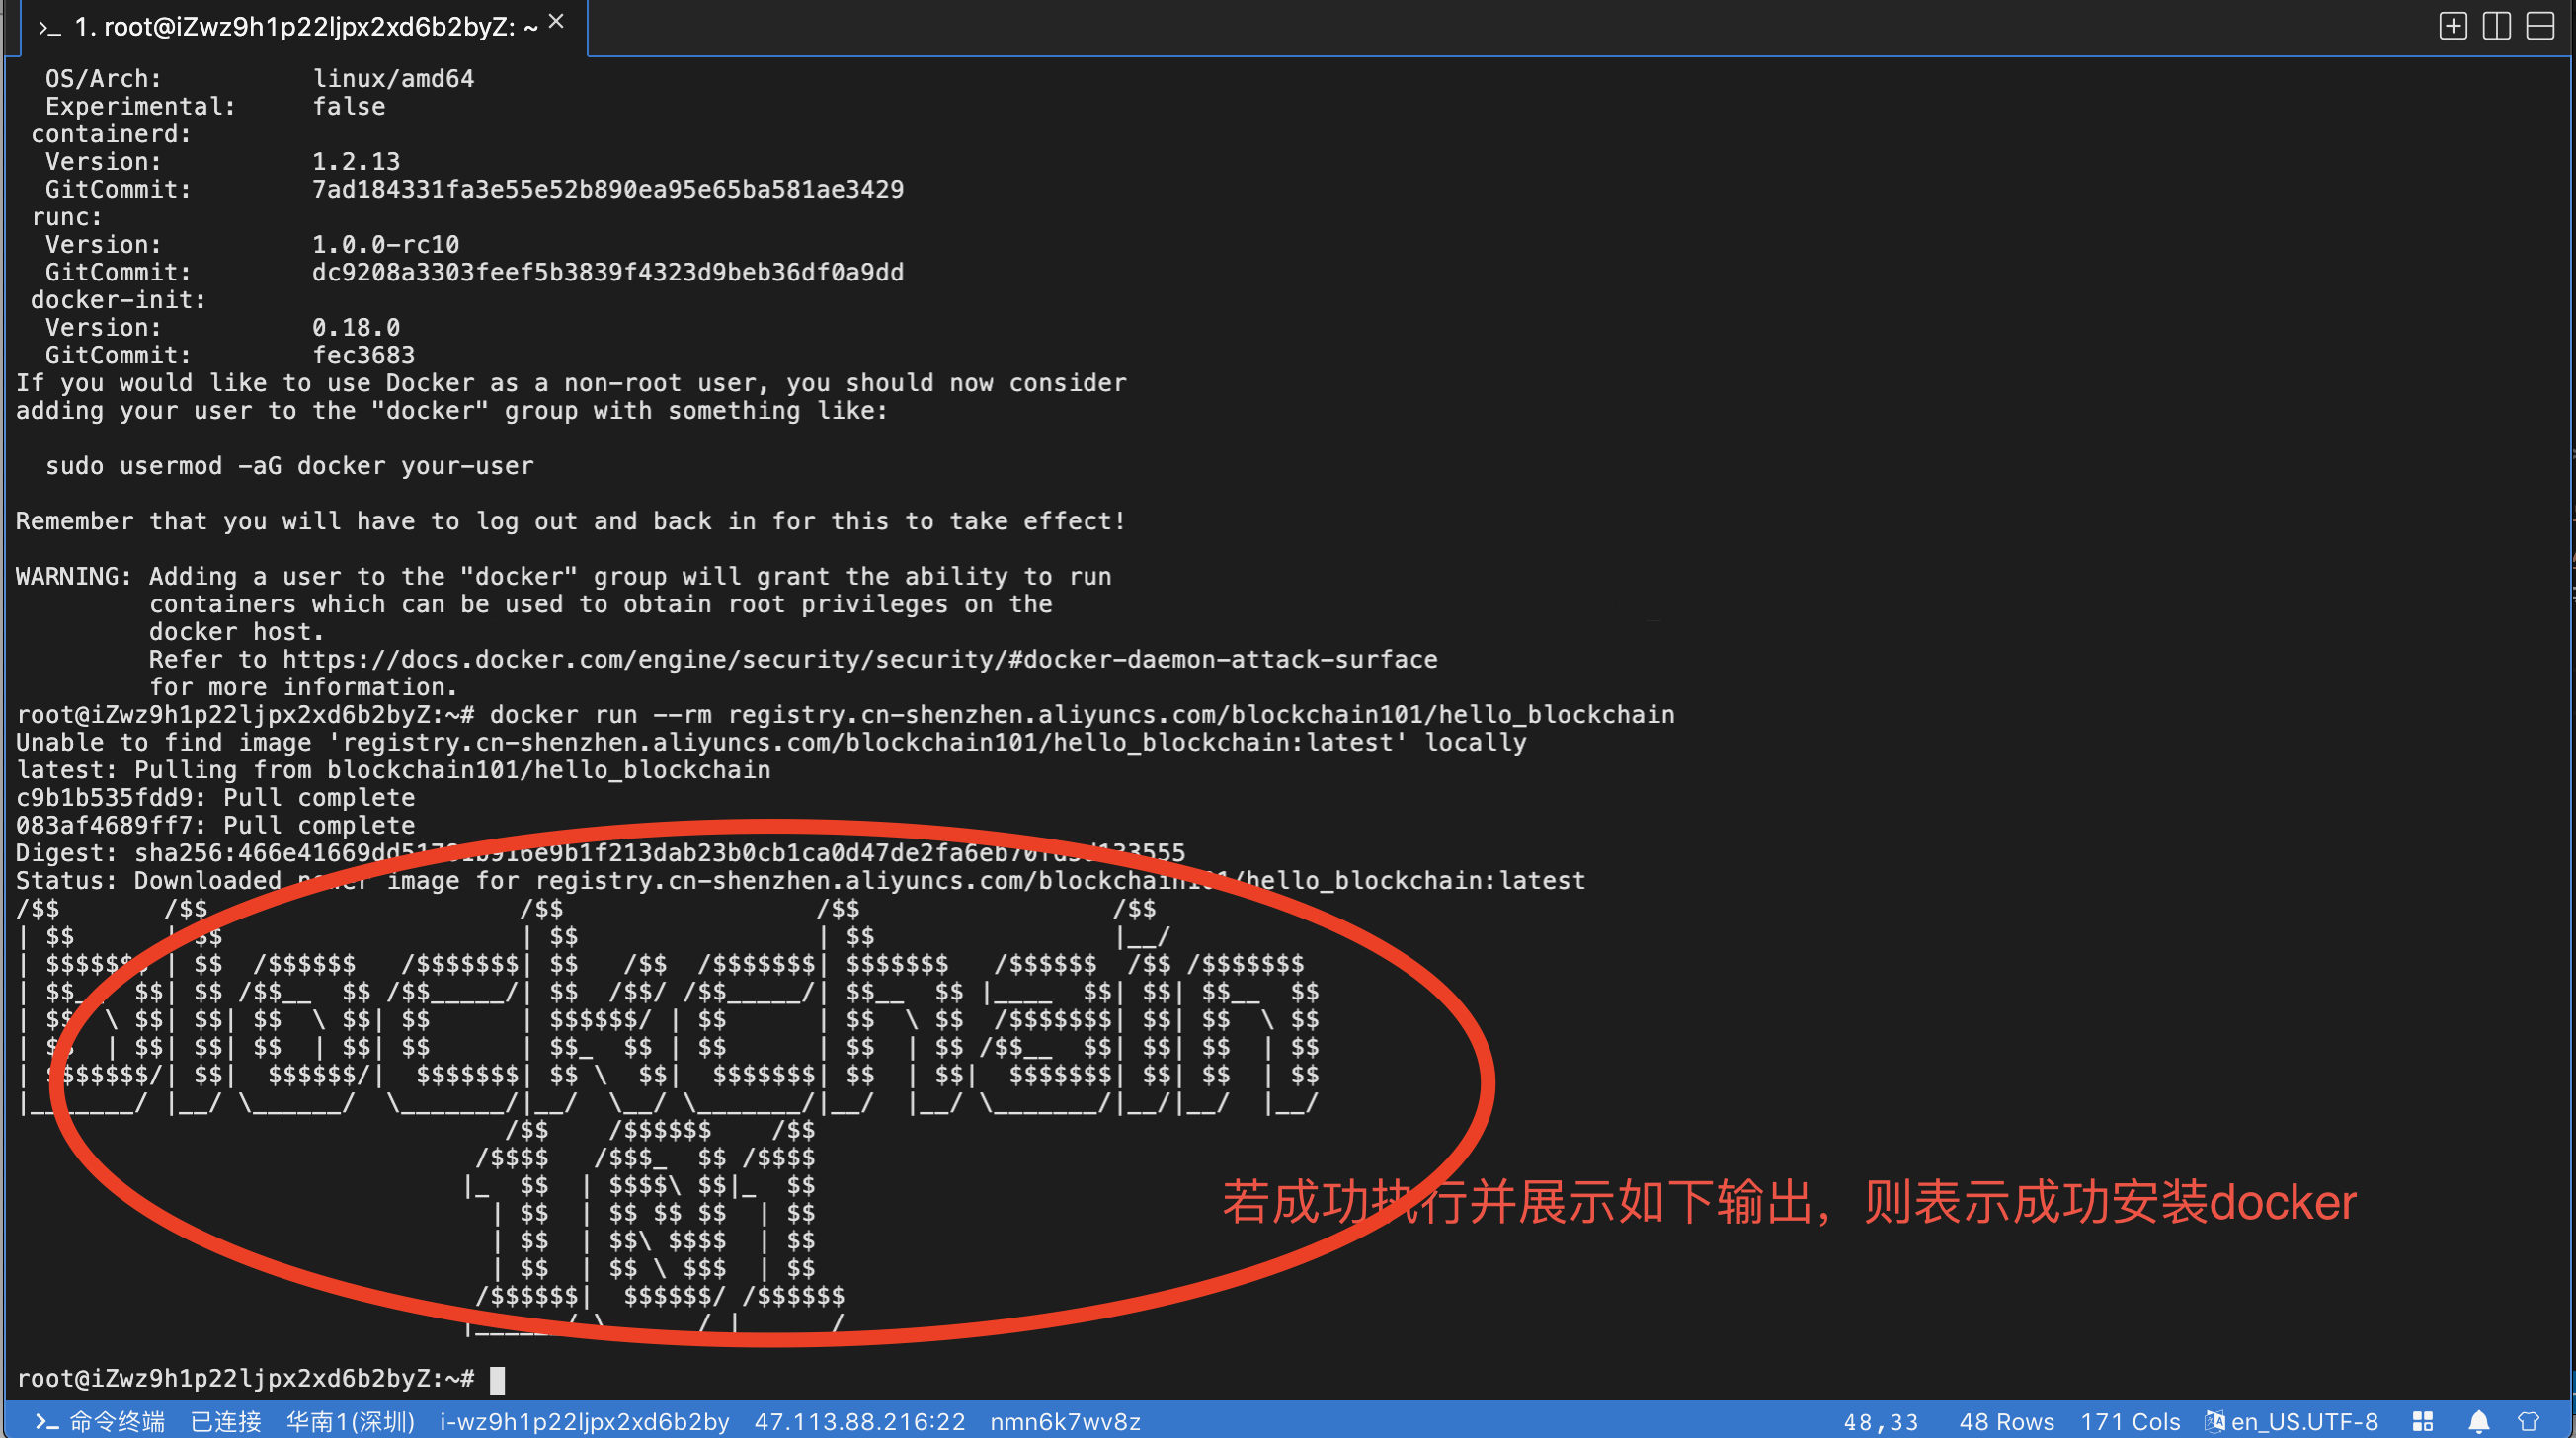 1. root@iZwz9h1p22ljpx2xd6b2byZ: ~
OS/Arch: linux/amd64
Experimental: false
containerd:
Version: 1.2.13
GitCommit: 7ad184331fa3e55e52b890ea95e65ba581ae3429
runc:
Version: 1.0.0-rc10
GitCommit: dc9208a3303feef5b3839f4323d9beb36df0a9dd
docker-init:
Version: 0.18.0
GitCommit: fec3683
If you would like to use Docker as a non-root user, you should now consider
adding your user to the "docker" group with something like:
sudo usermod -aG docker your-user
Remember that you will have to log out and back in for this to take effect!
WARNING: Adding a user to the "docker" group will grant the ability to run
containers which can be used to obtain root privileges on the
docker host.
Refer to https://docs.docker.com/engine/security/security/#docker-daemon-attack-surface
for more information.
root@iZwz9h1p22ljpx2xd6b2byZ:~# docker run --rm registry.cn-shenzhen.aliyuncs.com/blockchain101/hello_blockchain
Unable to find image 'registry.cn-shenzhen.aliyuncs.com/blockchain101/hello_blockchain:latest' locally
latest: Pulling from blockchain101/hello_blockchain
c9b1b535fdd9: Pull complete
083af4689ff7: Pull complete
Digest:
Status: Downloaded newer image for registry.cn-shenzhen.aliyuncs.com/blockchain101/hello_blockchain:latest
blockchain
101
若成功执行并展示如下输出，则表示成功安装docker
root@iZwz9h1p22ljpx2xd6b2byZ:~#
命令终端 已连接 华南1(深圳) i-wz9h1p22ljpx2xd6b2by 47.113.88.216:22 nmn6k7wv8z 48,33 48 Rows 171 Cols en_US.UTF-8